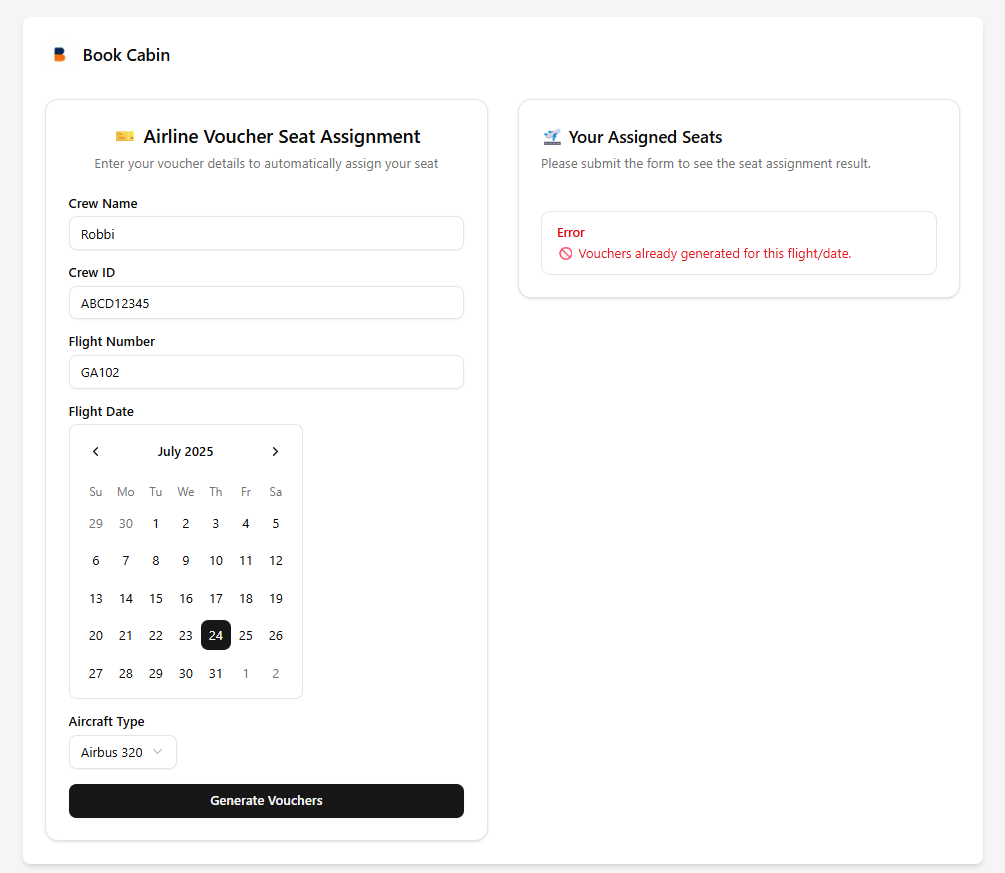 Book Cabin
Airline Voucher Seat Assignment
Enter your voucher details to automatically assign your seat
Crew Name
Robbi
Crew ID
ABCD12345
Flight Number
GA102
Flight Date
July 2025
Su Mo Tu We Th Fr Sa
29 30 1 2 3 4 5
6 7 8 9 10 11 12
13 14 15 16 17 18 19
20 21 22 23 24 25 26
27 28 29 30 31 1 2
Aircraft Type
Airbus 320
Generate Vouchers
Your Assigned Seats
Please submit the form to see the seat assignment result.
Error
Vouchers already generated for this flight/date.